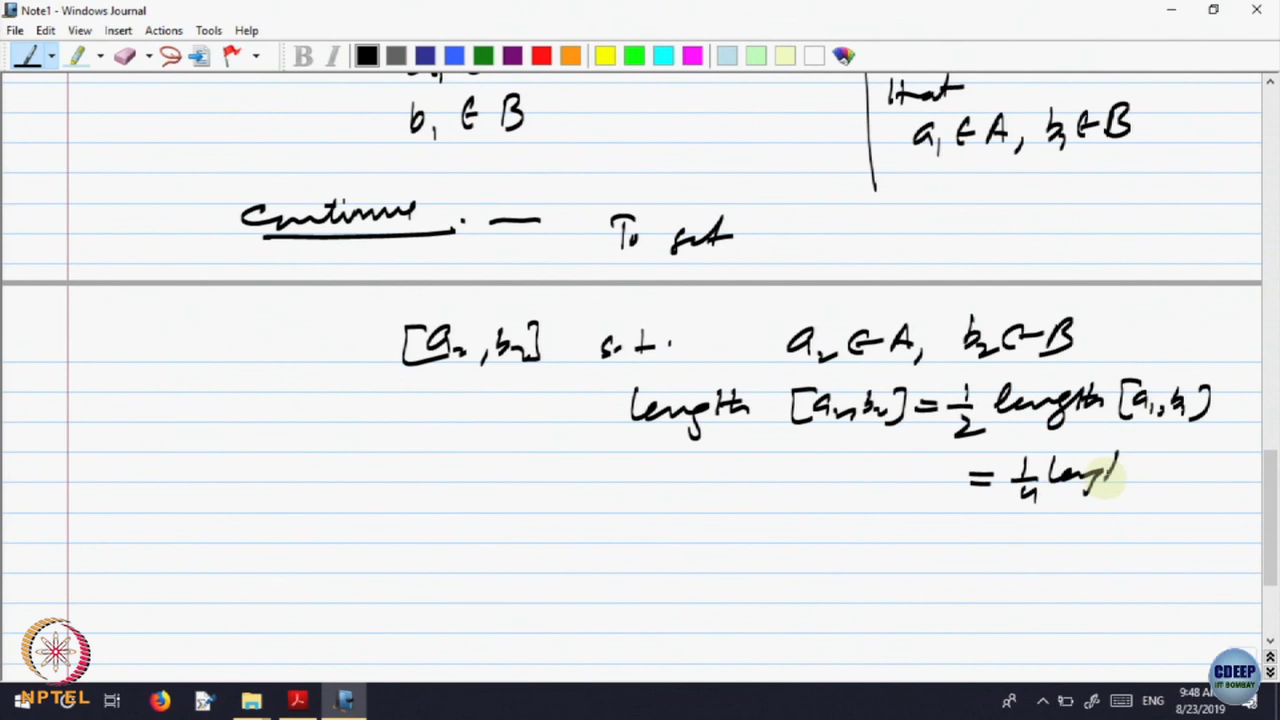 Note1 - Windows Journal
File Edit View Insert Actions Tools Help
b₁ ∈ B
that
a₁ ∈ A, b₁ ∈ B
Continue. — To get
[a₂, b₂] s.t. a₂ ∈ A, b₂ ∈ B
length [a₂, b₂] = 1/2 length [a₁, b₁]
= 1/4 lengt
NPTEL
CDEEP
IIT BOMBAY
ENG
9:48 AM
8/23/2019